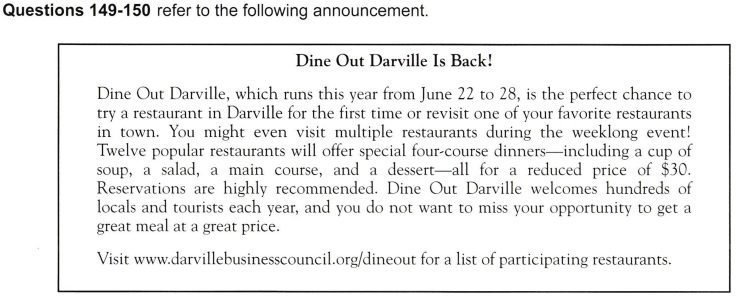 Questions 149-150 refer to the following announcement.
Dine Out Darville Is Back!
Dine Out Darville, which runs this year from June 22 to 28, is the perfect chance to
try a restaurant in Darville for the first time or revisit one of your favorite restaurants
in town. You might even visit multiple restaurants during the weeklong event!
Twelve popular restaurants will offer special four-course dinners—including a cup of
soup, a salad, a main course, and a dessert—all for a reduced price of $30.
Reservations are highly recommended. Dine Out Darville welcomes hundreds of
locals and tourists each year, and you do not want to miss your opportunity to get a
great meal at a great price.
Visit www.darvillebusinesscouncil.org/dineout for a list of participating restaurants.